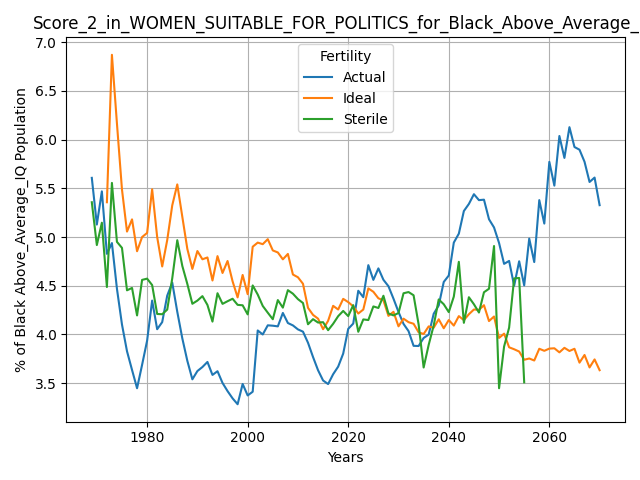 Score_2_in_WOMEN_SUITABLE_FOR_POLITICS_for_Black_Above_Average_
Fertility
Actual
Ideal
Sterile
% of Black Above_Average_IQ Population
7.0
6.5
6.0
5.5
5.0
4.5
4.0
3.5
1980 2000 2020 2040 2060
Years